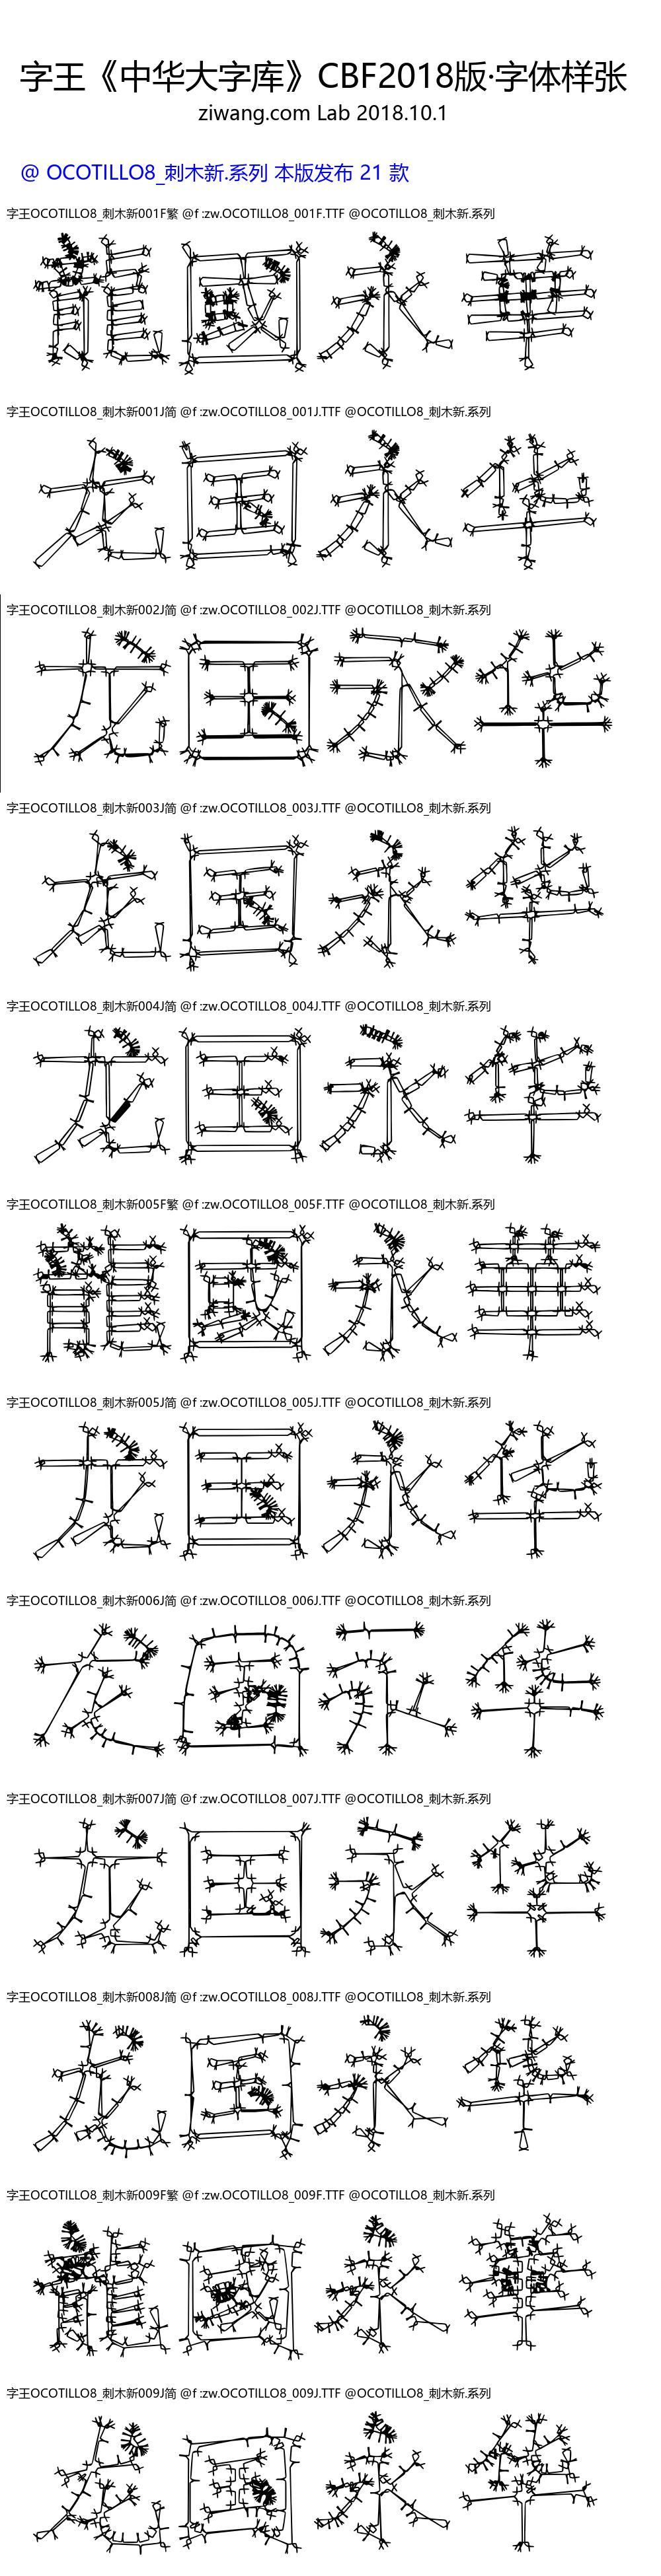 字王《中华大字库》CBF2018版·字体样张
ziwang.com Lab 2018.10.1
@ OCOTILLO8_刺木新.系列 本版发布 21 款
字王OCOTILLO8_刺木新001F繁 @f :zw.OCOTILLO8_001F.TTF @OCOTILLO8_刺木新.系列
龍國永華
字王OCOTILLO8_刺木新001J简 @f :zw.OCOTILLO8_001J.TTF @OCOTILLO8_刺木新.系列
龙国永华
字王OCOTILLO8_刺木新002J简 @f :zw.OCOTILLO8_002J.TTF @OCOTILLO8_刺木新.系列
龙国永华
字王OCOTILLO8_刺木新003J简 @f :zw.OCOTILLO8_003J.TTF @OCOTILLO8_刺木新.系列
龙国永华
字王OCOTILLO8_刺木新004J简 @f :zw.OCOTILLO8_004J.TTF @OCOTILLO8_刺木新.系列
龙国永华
字王OCOTILLO8_刺木新005F繁 @f :zw.OCOTILLO8_005F.TTF @OCOTILLO8_刺木新.系列
龍國永華
字王OCOTILLO8_刺木新005J简 @f :zw.OCOTILLO8_005J.TTF @OCOTILLO8_刺木新.系列
龙国永华
字王OCOTILLO8_刺木新006J简 @f :zw.OCOTILLO8_006J.TTF @OCOTILLO8_刺木新.系列
龙国永华
字王OCOTILLO8_刺木新007J简 @f :zw.OCOTILLO8_007J.TTF @OCOTILLO8_刺木新.系列
龙国永华
字王OCOTILLO8_刺木新008J简 @f :zw.OCOTILLO8_008J.TTF @OCOTILLO8_刺木新.系列
龙国永华
字王OCOTILLO8_刺木新009F繁 @f :zw.OCOTILLO8_009F.TTF @OCOTILLO8_刺木新.系列
龍國永華
字王OCOTILLO8_刺木新009J简 @f :zw.OCOTILLO8_009J.TTF @OCOTILLO8_刺木新.系列
龙国永华